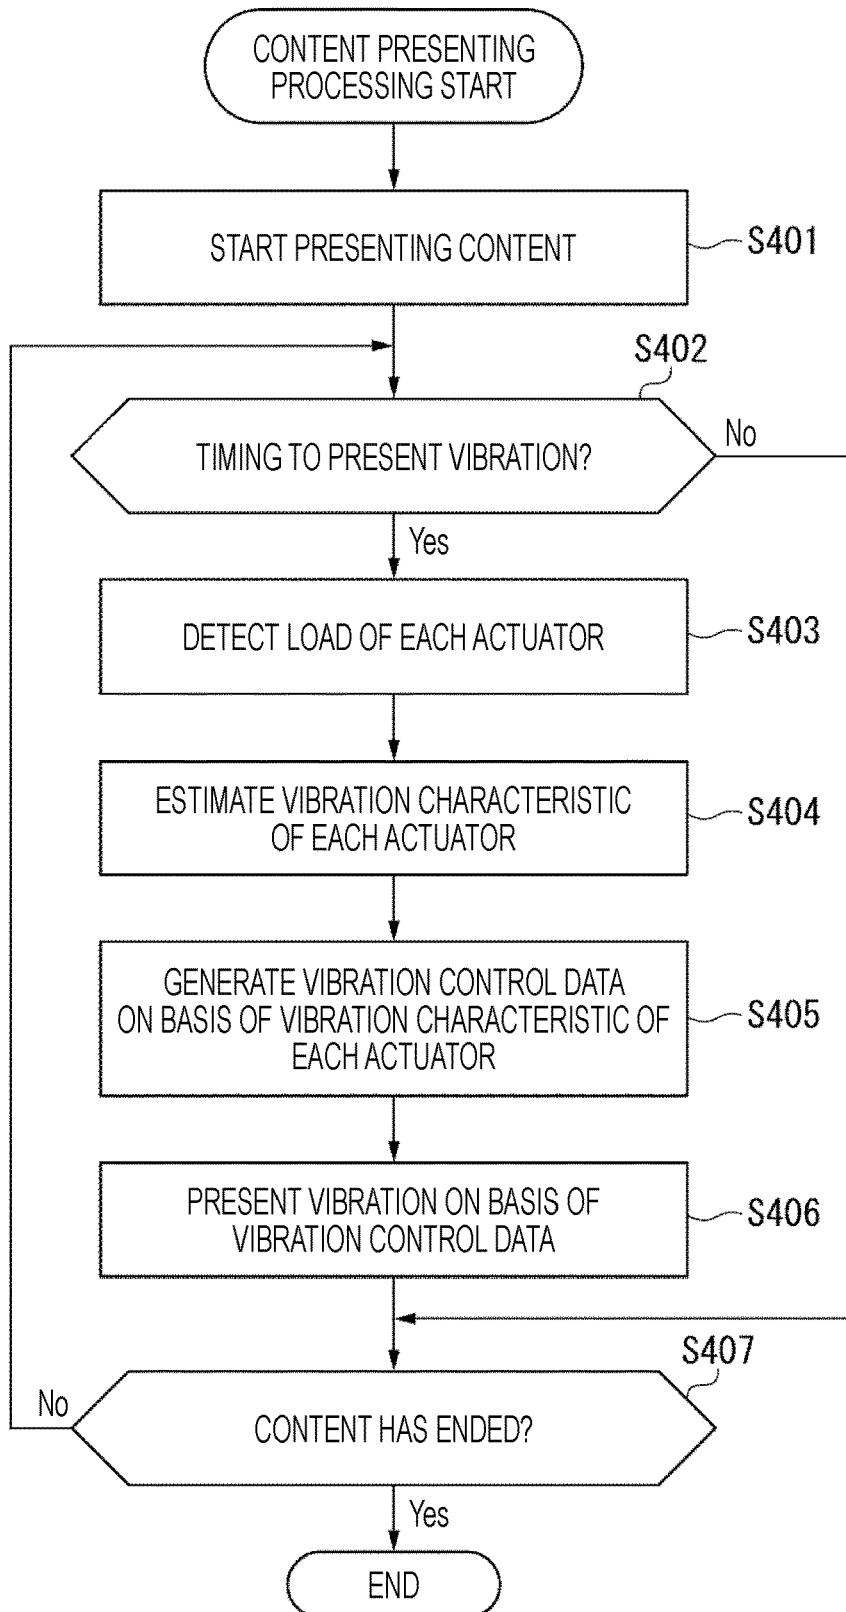 CONTENT PRESENTING
PROCESSING START
START PRESENTING CONTENT
S401
S402
TIMING TO PRESENT VIBRATION?
No
Yes
DETECT LOAD OF EACH ACTUATOR
S403
ESTIMATE VIBRATION CHARACTERISTIC
OF EACH ACTUATOR
S404
GENERATE VIBRATION CONTROL DATA
ON BASIS OF VIBRATION CHARACTERISTIC OF
EACH ACTUATOR
S405
PRESENT VIBRATION ON BASIS OF
VIBRATION CONTROL DATA
S406
S407
No
CONTENT HAS ENDED?
Yes
END